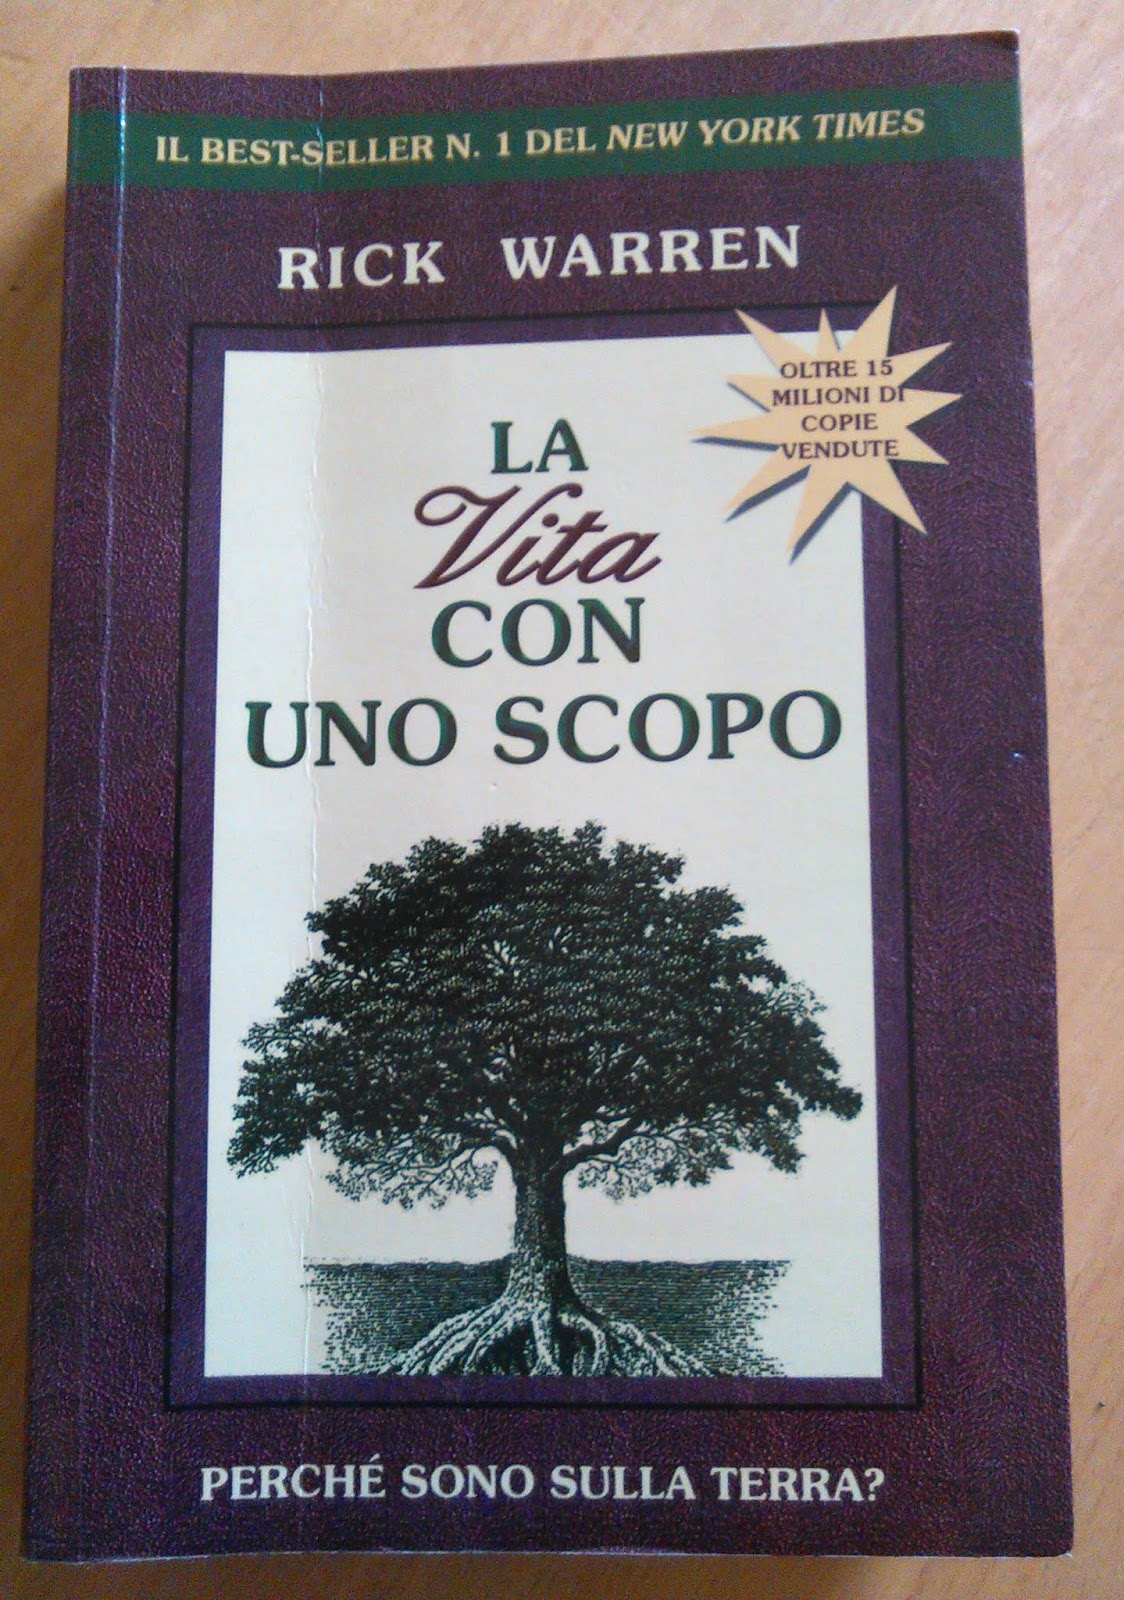 IL BEST-SELLER N. 1 DEL NEW YORK TIMES
RICK WARREN
OLTRE 15
MILIONI DI
COPIE
VENDUTE
LA
Vita
CON
UNO SCOPO
PERCHÉ SONO SULLA TERRA?